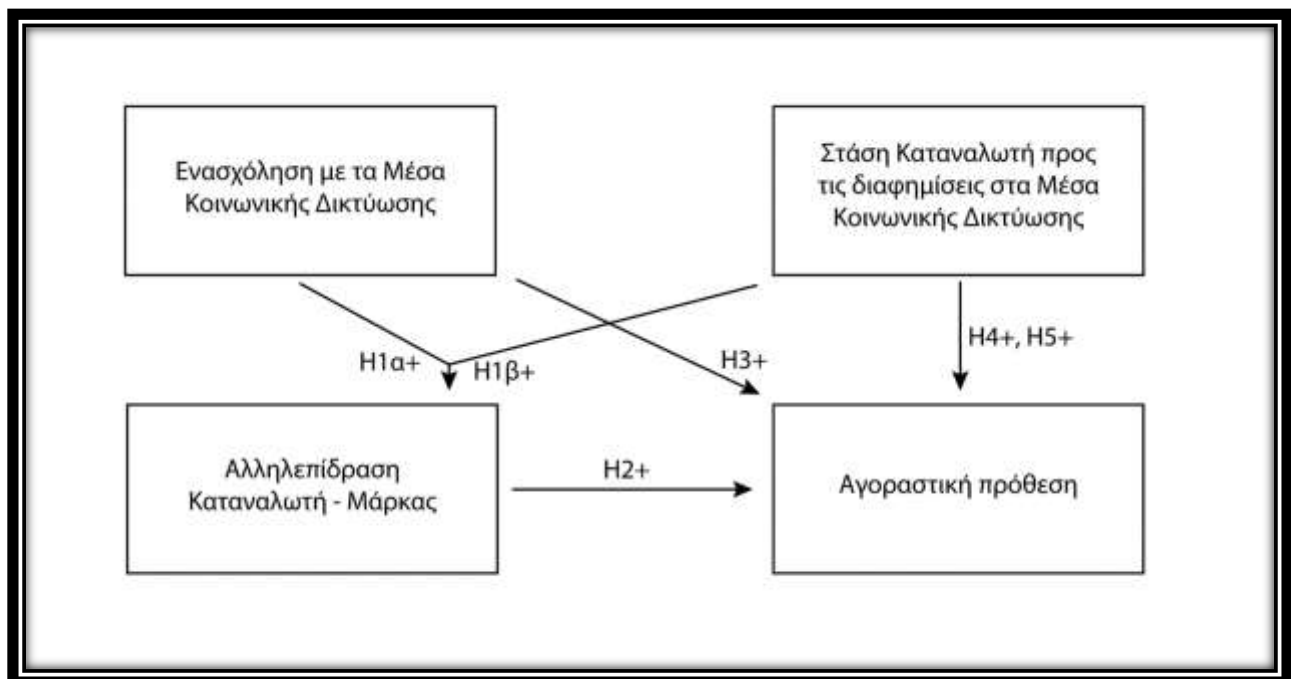 Ενασχόληση με τα Μέσα
Κοινωνικής Δικτύωσης
Στάση Καταναλωτή προς
τις διαφημίσεις στα Μέσα
Κοινωνικής Δικτύωσης
H1α+
H1β+
H3+
H4+, H5+
Αλληλεπίδραση
Καταναλωτή - Μάρκας
H2+
Αγοραστική πρόθεση